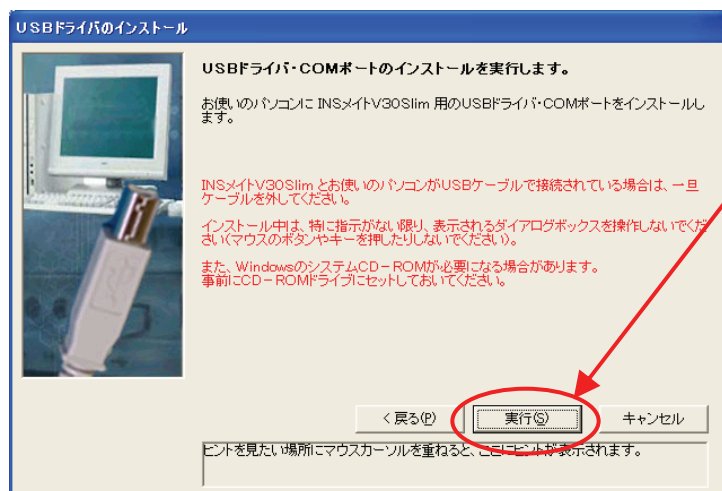 USBドライバのインストール
USBドライバ・COMポートのインストールを実行します。
お使いのパソコンに INSメイトV30Slim 用のUSBドライバ・COMポートをインストールし
ます。
INSメイトV30Slim とお使いのパソコンがUSBケーブルで接続されている場合は、一旦
ケーブルを外してください。
インストール中は、特に指示がない限り、表示されるダイアログボックスを操作しないでくだ
さい(マウスのボタンやキーを押したりしないでください)。
また、WindowsのシステムCD-ROMが必要になる場合があります。
事前にCD-ROMドライブにセットしておいてください。
< 戻る(P) 実行(S) キャンセル
ヒントを見たい場所にマウスカーソルを重ねると、ここにヒントが表示されます。